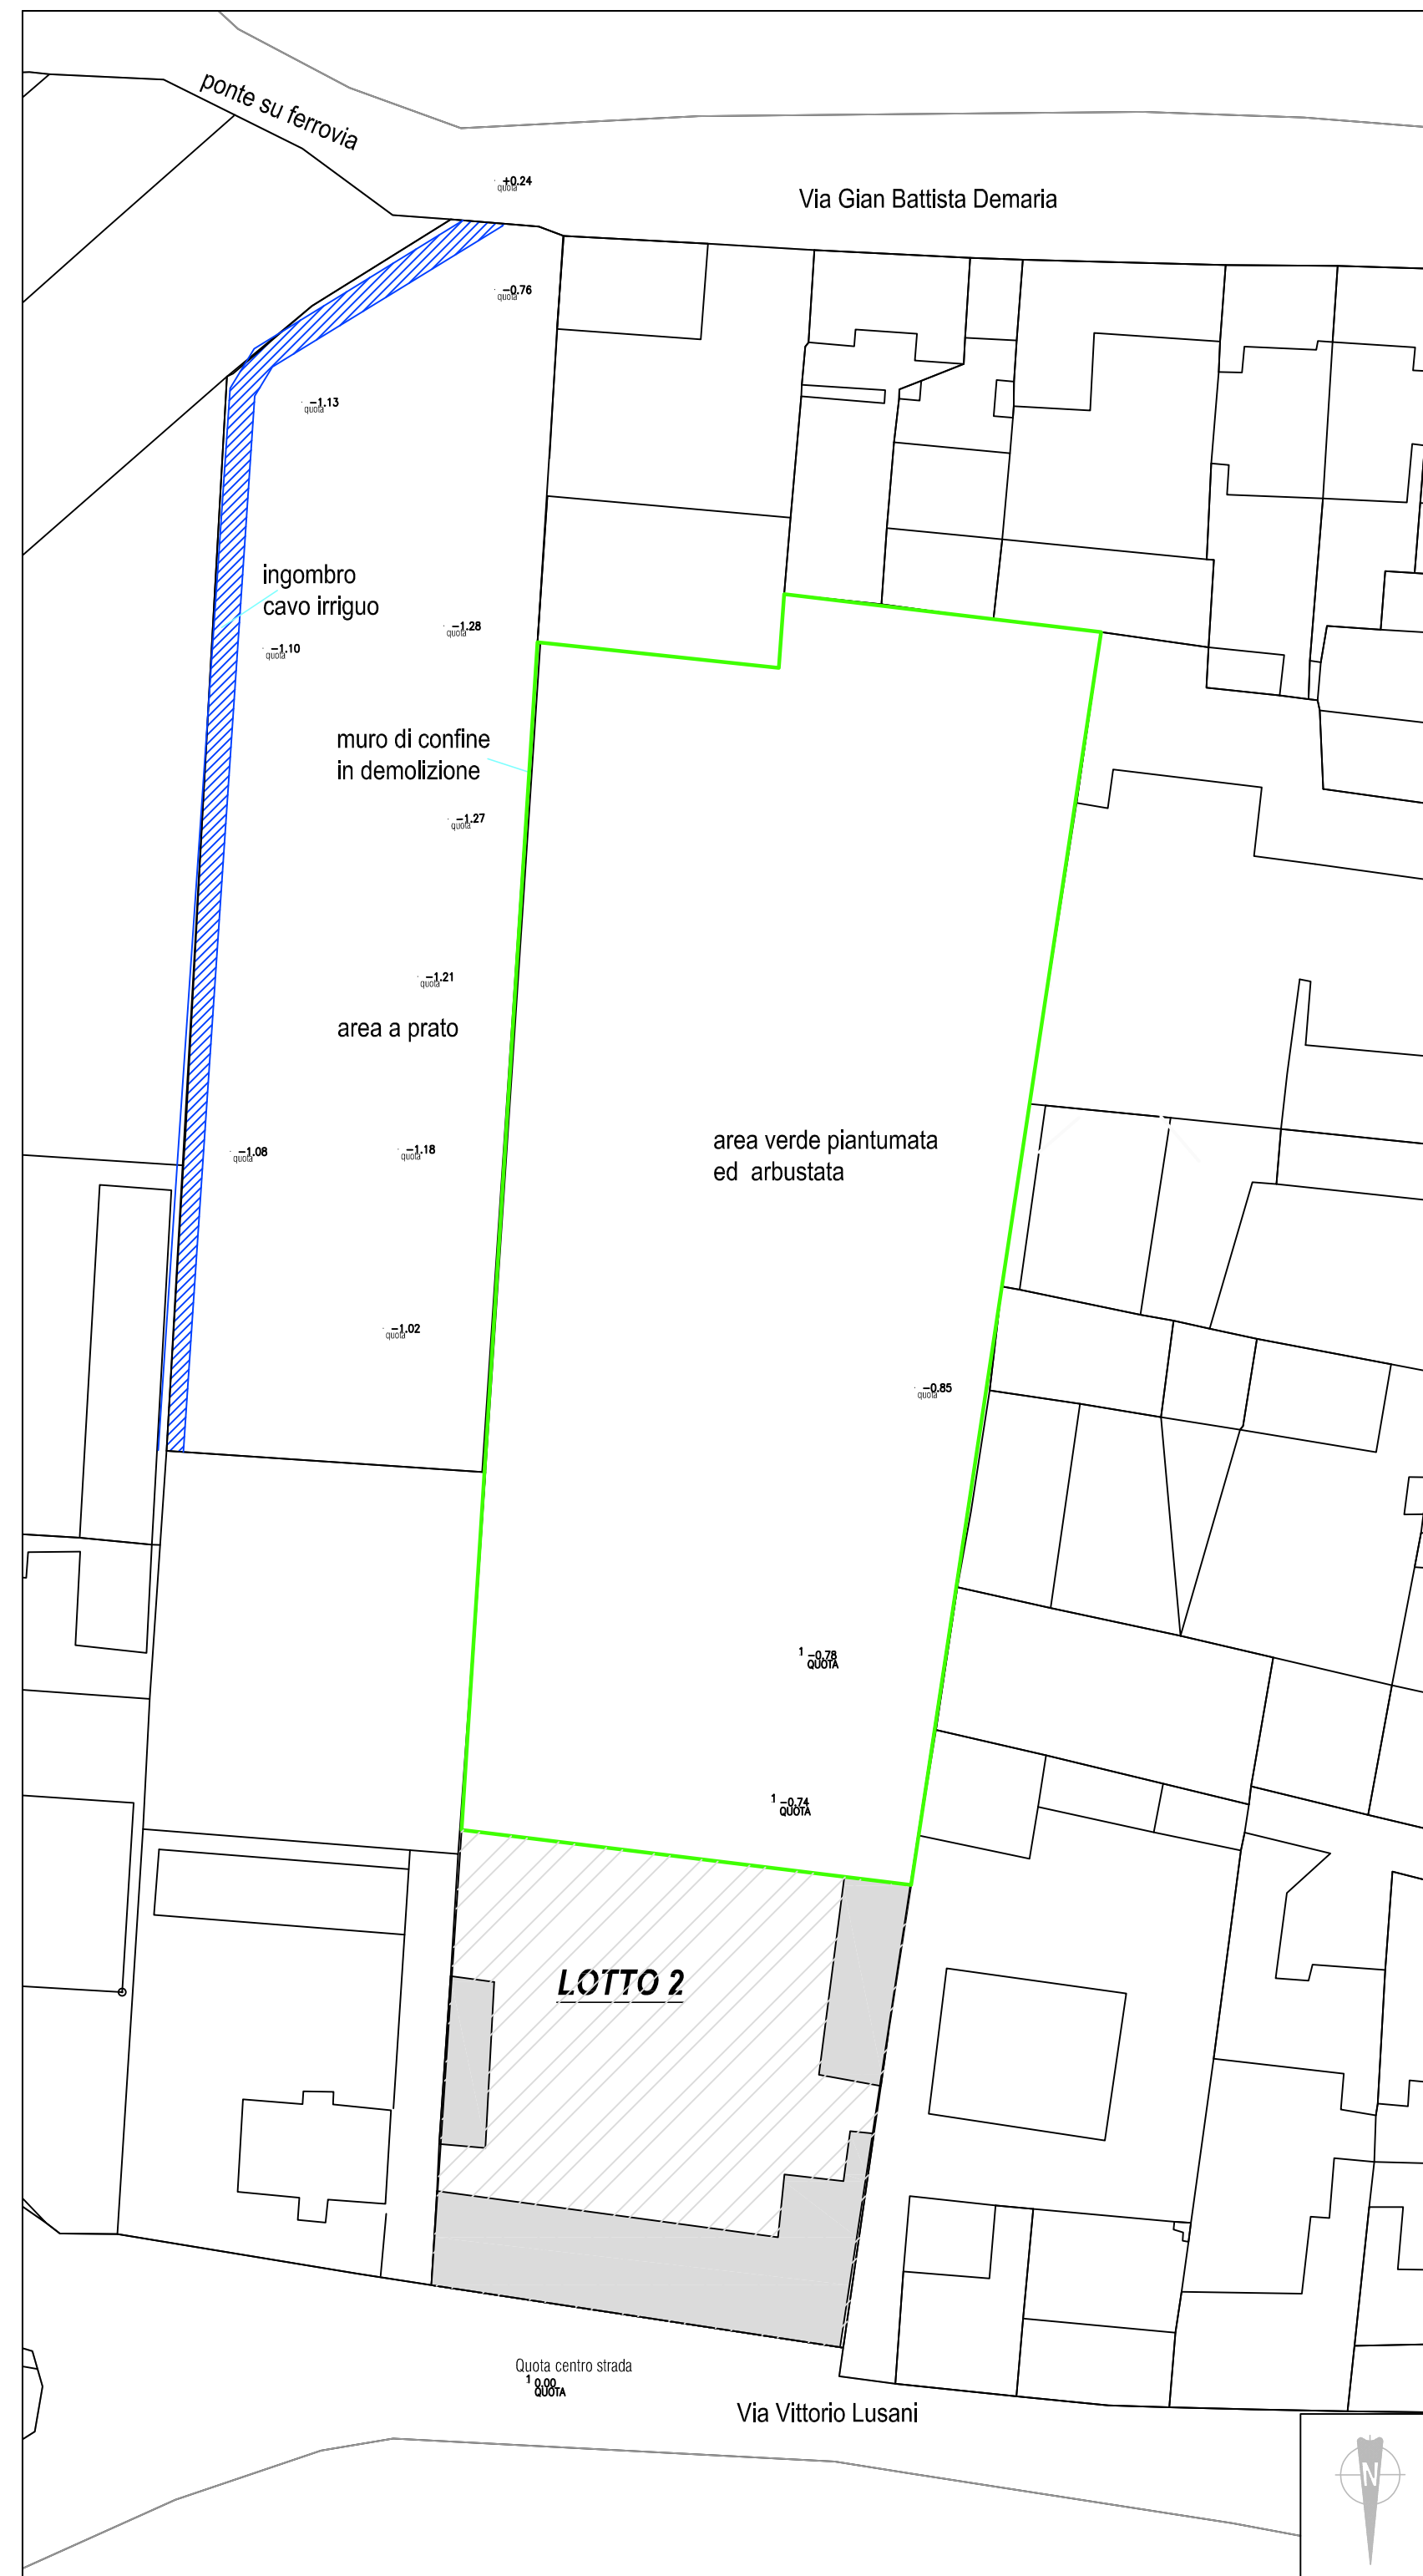 ponte su ferrovia
+0.24
quota
Via Gian Battista Demaria
-0.76
quota
-1.13
quota
ingombro
cavo irriguo
-1.28
quota
-1.10
quota
muro di confine
in demolizione
-1.27
quota
-1.21
quota
area a prato
area verde piantumata
ed arbustata
-1.08
quota
-1.18
quota
-1.02
quota
-0.85
quota
1 -0.78
QUOTA
1 -0.74
QUOTA
LOTTO 2
Quota centro strada
1 0.00
QUOTA
Via Vittorio Lusani
N